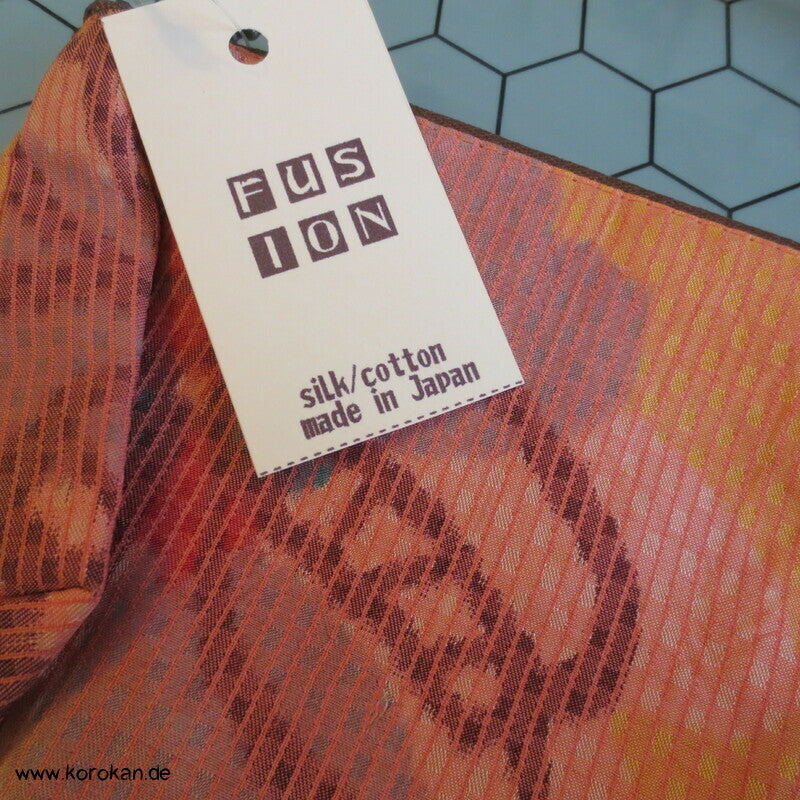 FUS
ION
silk/cotton
made in Japan
www.korokan.de